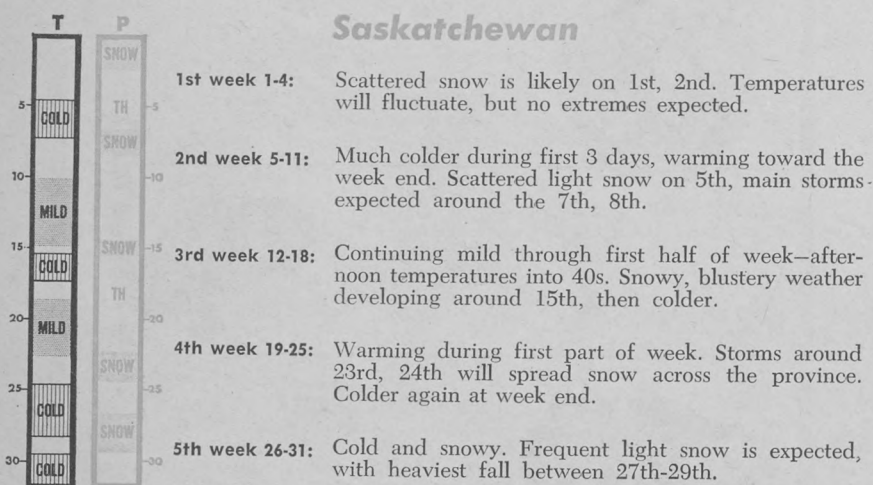 T P Saskatchewan
SNOW
1st week 1-4: Scattered snow is likely on 1st, 2nd. Temperatures
will fluctuate, but no extremes expected.
5 COLD TH 5
SNOW
2nd week 5-11: Much colder during first 3 days, warming toward the
10 10 week end. Scattered light snow on 5th, main storms
expected around the 7th, 8th.
MILD
15 SNOW 15
3rd week 12-18: Continuing mild through first half of week—after-
COLD noon temperatures into 40s. Snowy, blustery weather
TH developing around 15th, then colder.
20 MILD 20
4th week 19-25: Warming during first part of week. Storms around
SNOW 23rd, 24th will spread snow across the province.
25 25 Colder again at week end.
COLD
SNOW
5th week 26-31: Cold and snowy. Frequent light snow is expected,
30 COLD 30 with heaviest fall between 27th-29th.